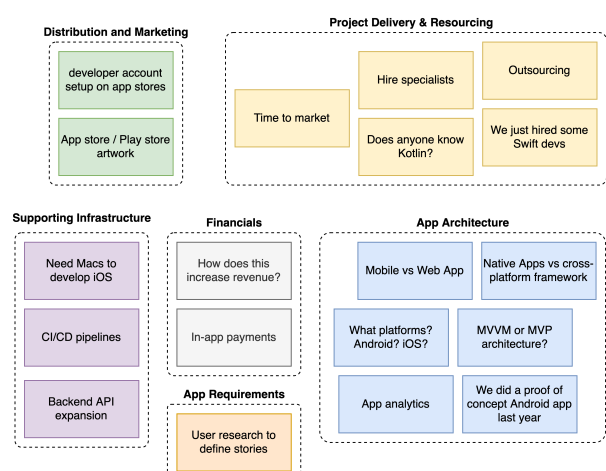 Distribution and Marketing
developer account
setup on app stores
App store / Play store
artwork
Project Delivery & Resourcing
Time to market
Hire specialists
Does anyone know
Kotlin?
Outsourcing
We just hired some
Swift devs
Supporting Infrastructure
Need Macs to
develop iOS
CI/CD pipelines
Backend API
expansion
Financials
How does this
increase revenue?
In-app payments
App Requirements
User research to
define stories
App Architecture
Mobile vs Web App
Native Apps vs cross-
platform framework
What platforms?
Android? iOS?
MVVM or MVP
architecture?
App analytics
We did a proof of
concept Android app
last year